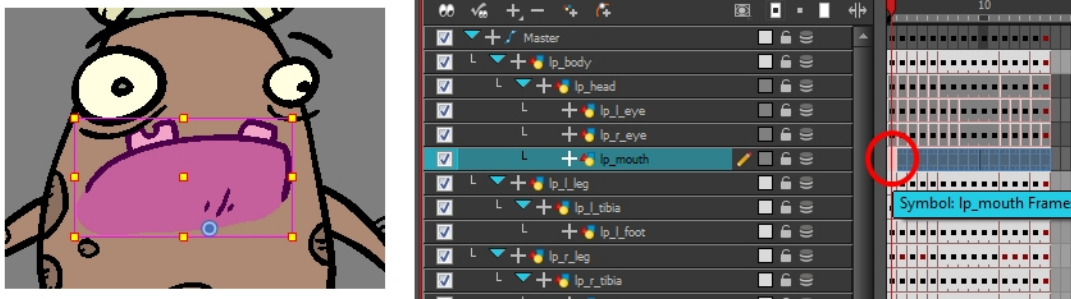 10
Master
lp_body
lp_head
lp_l_eye
lp_r_eye
lp_mouth
lp_l_leg
Symbol: lp_mouth Frame
lp_l_tibia
lp_l_foot
lp_r_leg
lp_r_tibia